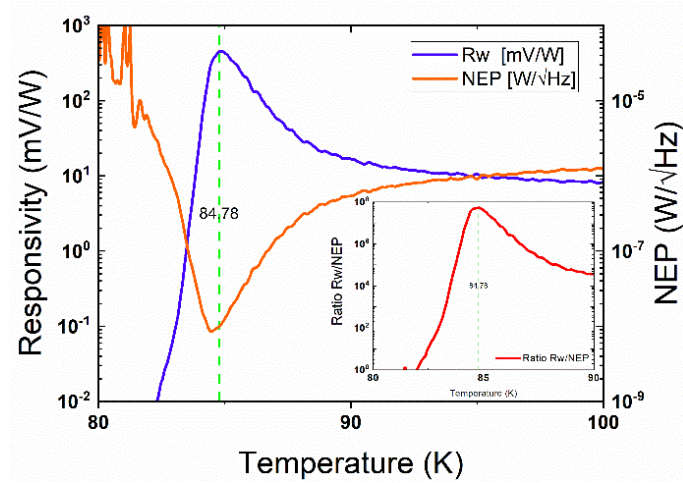 10³
10²
10¹
10⁰
10⁻¹
10⁻²
Responsivity (mV/W)
Rw [mV/W]
NEP [W/√Hz]
84.78
10⁻⁵
10⁻⁷
10⁻⁹
NEP (W/√Hz)
10⁸
10⁶
10⁴
10²
10⁰
Ratio Rw/NEP
84.78
Ratio Rw/NEP
80 85 90
Temperature (K)
80 90 100
Temperature (K)